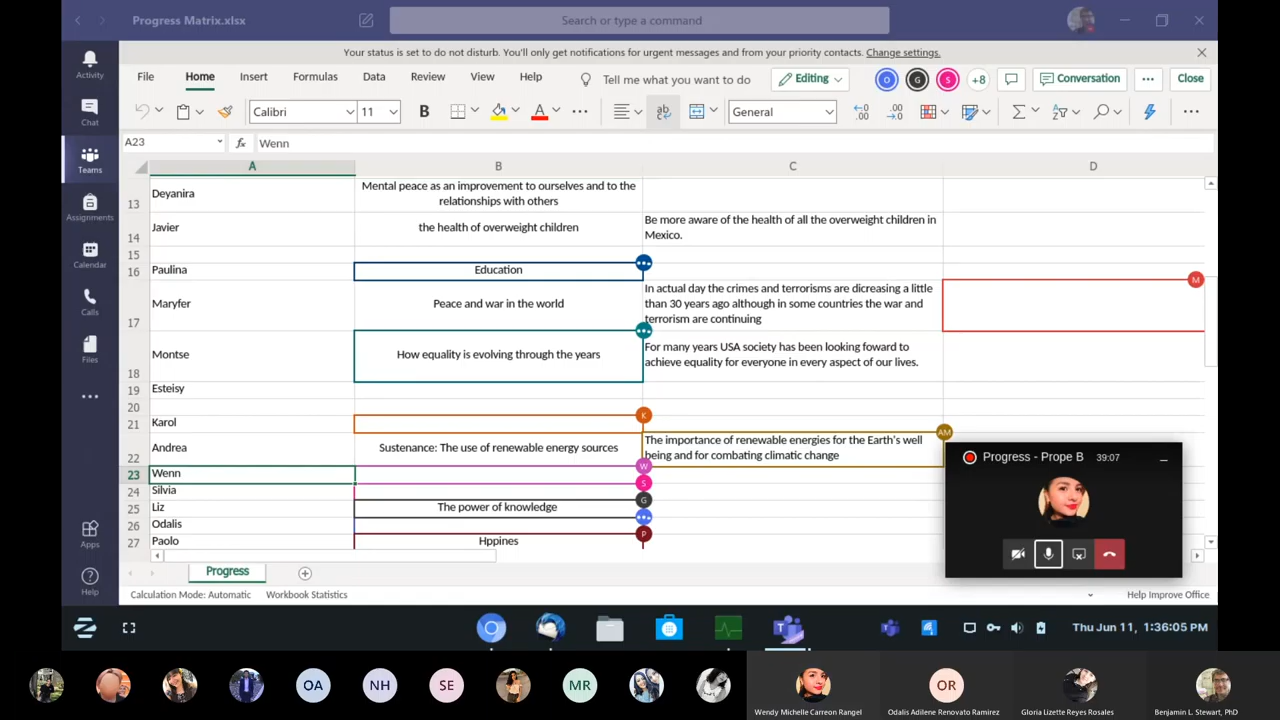 Progress Matrix.xlsx
Search or type a command
Your status is set to do not disturb. You'll only get notifications for urgent messages and from your priority contacts. Change settings.
File Home Insert Formulas Data Review View Help Tell me what you want to do Editing O G S +8 Conversation Close
Calibri 11 B A General
A23 fx Wenn
A B C D
13 Deyanira Mental peace as an improvement to ourselves and to the
relationships with others
14 Javier the health of overweight children Be more aware of the health of all the overweight children in
Mexico.
15
16 Paulina Education
17 Maryfer Peace and war in the world In actual day the crimes and terrorisms are dicreasing a little
than 30 years ago although in some countries the war and
terrorism are continuing
M
18 Montse How equality is evolving through the years For many years USA society has been looking foward to
achieve equality for everyone in every aspect of our lives.
19 Esteisy
20
21 Karol K
22 Andrea Sustenance: The use of renewable energy sources The importance of renewable energies for the Earth's well
being and for combating climatic change
AM
23 Wenn W
24 Silvia S
25 Liz The power of knowledge G
26 Odalis
27 Paolo Hppines P
Activity
Chat
Teams
Assignments
Calendar
Calls
Files
Apps
Help
Progress - Prope B 39:07
Progress
Calculation Mode: Automatic Workbook Statistics Help Improve Office
Thu Jun 11, 1:36:05 PM
OA NH SE MR OR
Wendy Michelle Carreon Rangel Odalis Adilene Renovato Ramirez Gloria Lizette Reyes Rosales Benjamin L. Stewart, PhD